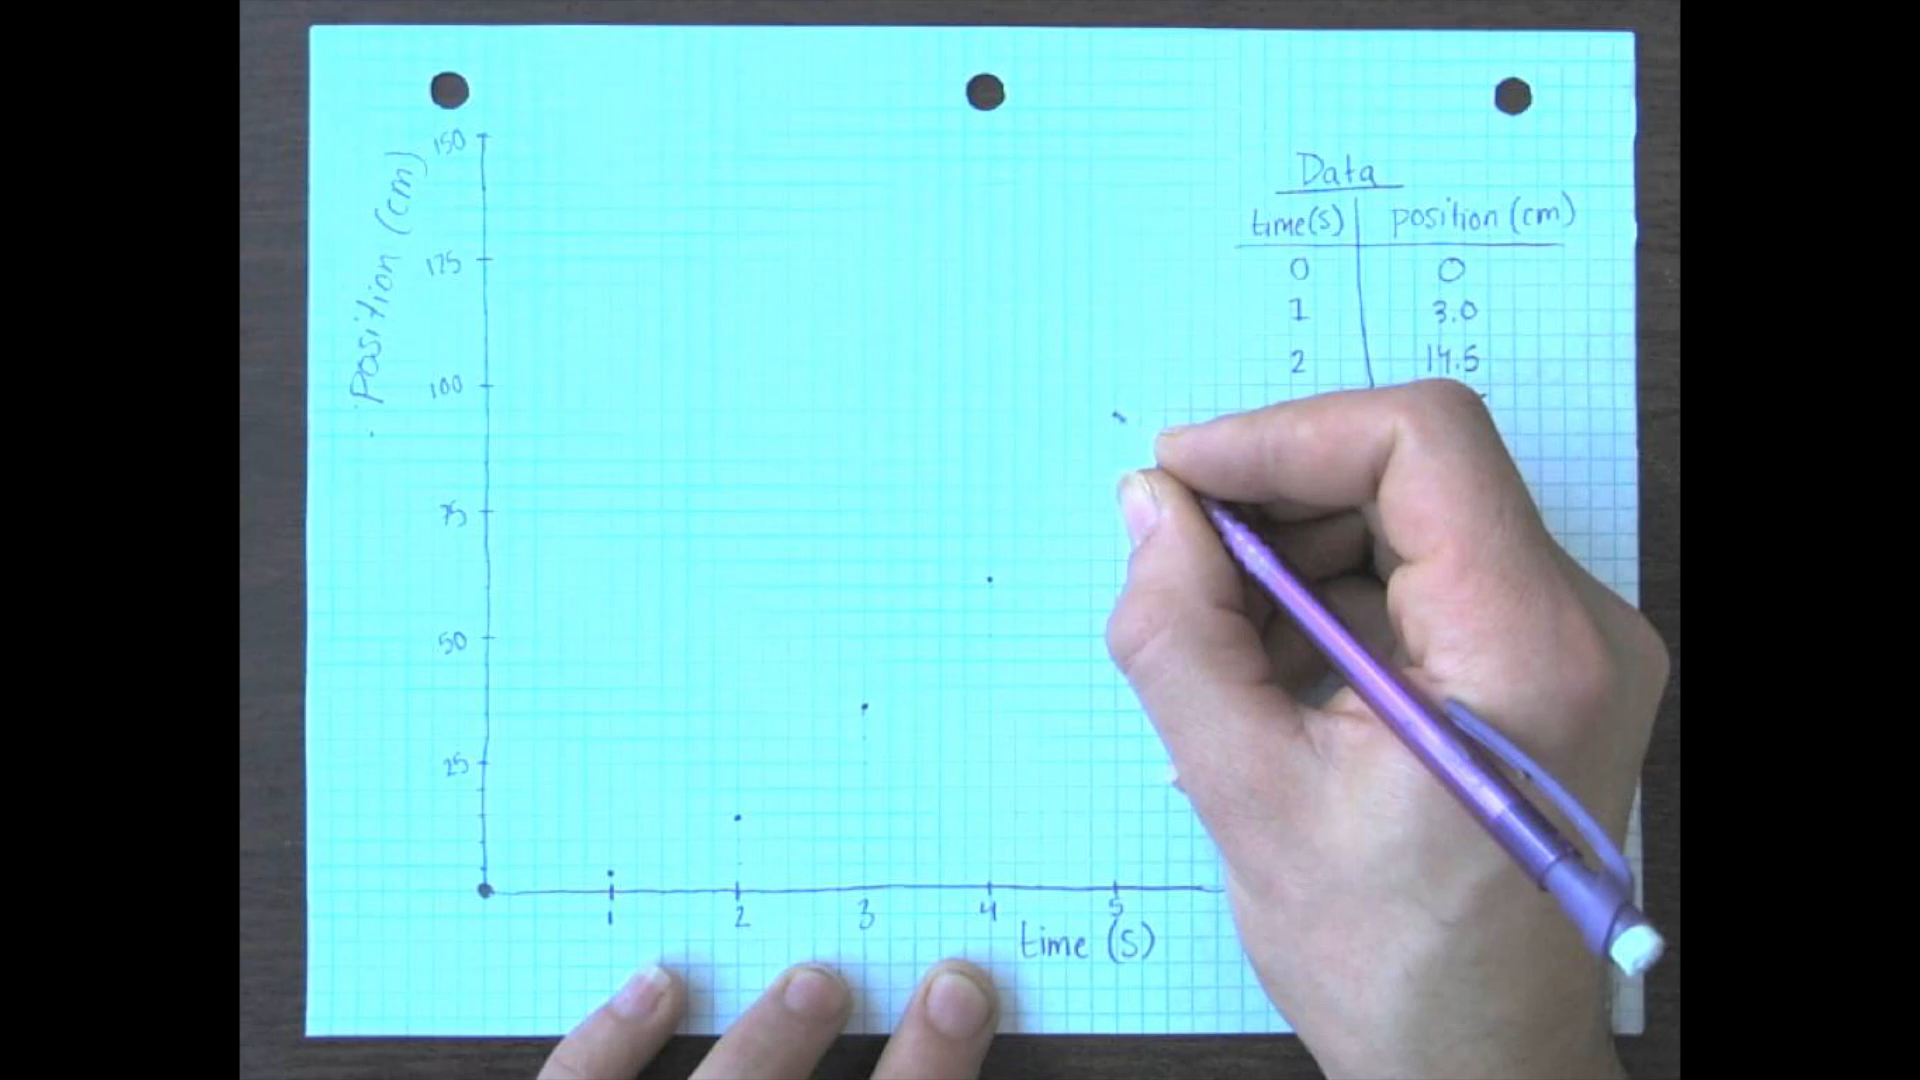 150
Position (cm)
175
100
75
50
25
1 2 3 4 5
time (s)
Data
time(s) position (cm)
0 0
1 3.0
2 14.5